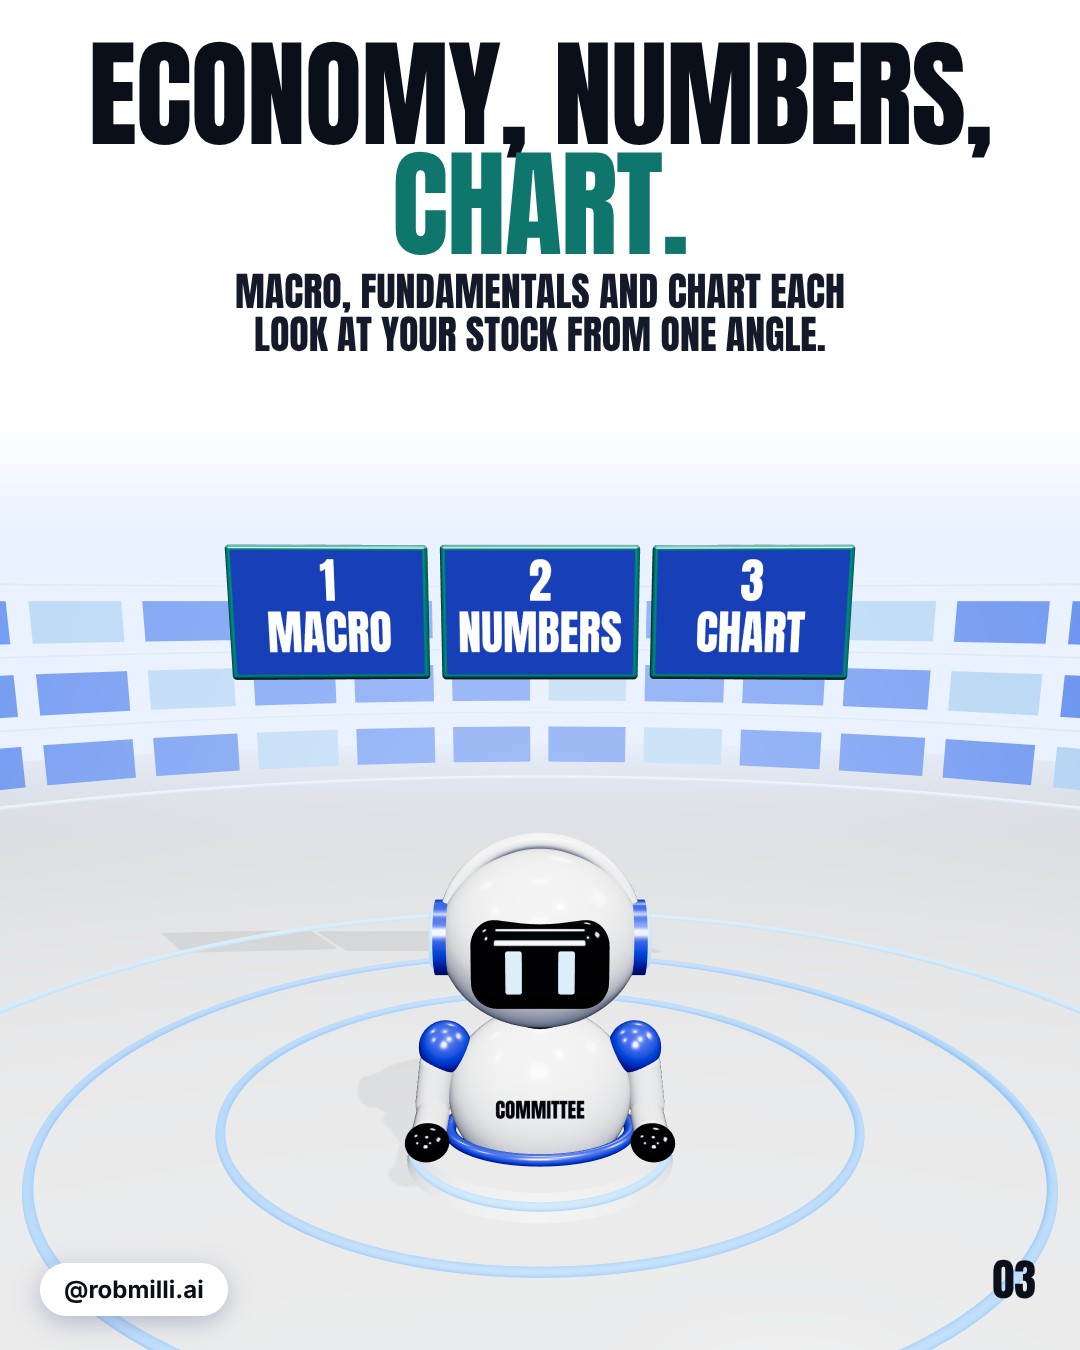 ECONOMY, NUMBERS,
CHART.
MACRO, FUNDAMENTALS AND CHART EACH
LOOK AT YOUR STOCK FROM ONE ANGLE.
1
MACRO
2
NUMBERS
3
CHART
COMMITTEE
@robmilli.ai
03